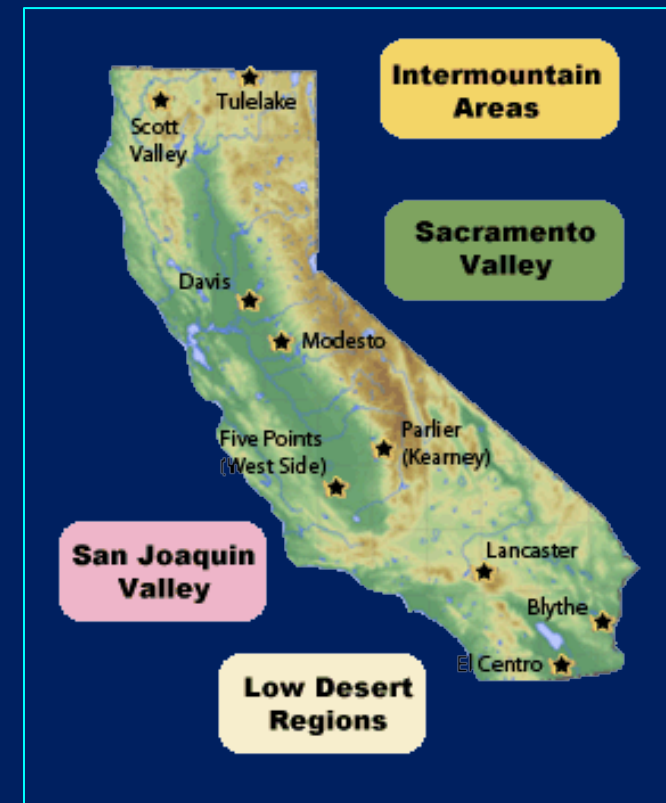 Intermountain
Areas
Tulelake
Scott
Valley
Sacramento
Valley
Davis
Modesto
Parlier
(Kearney)
Five Points
(West Side)
San Joaquin
Valley
Lancaster
Blythe
El Centro
Low Desert
Regions